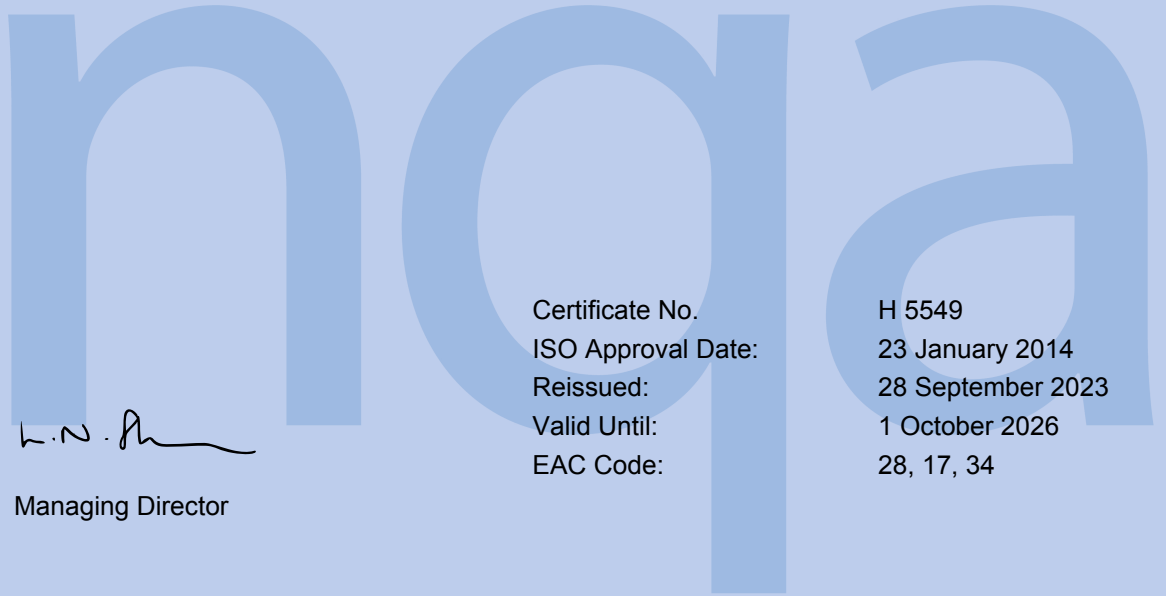 nqa
Certificate No. H 5549
ISO Approval Date: 23 January 2014
Reissued: 28 September 2023
Valid Until: 1 October 2026
EAC Code: 28, 17, 34
Managing Director